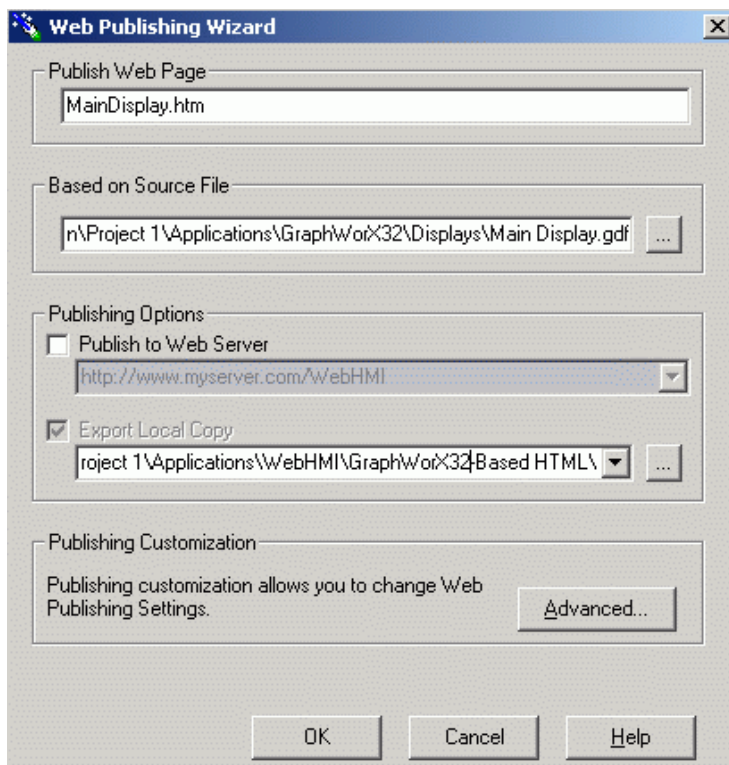 Web Publishing Wizard
Publish Web Page
MainDisplay.htm
Based on Source File
n\Project 1\Applications\GraphWorX32\Displays\Main Display.gdf
...
Publishing Options
Publish to Web Server
http://www.myserver.com/WebHMI
Export Local Copy
roject 1\Applications\WebHMI\GraphWorX32-Based HTML\
...
Publishing Customization
Publishing customization allows you to change Web
Publishing Settings.
Advanced...
OK Cancel Help